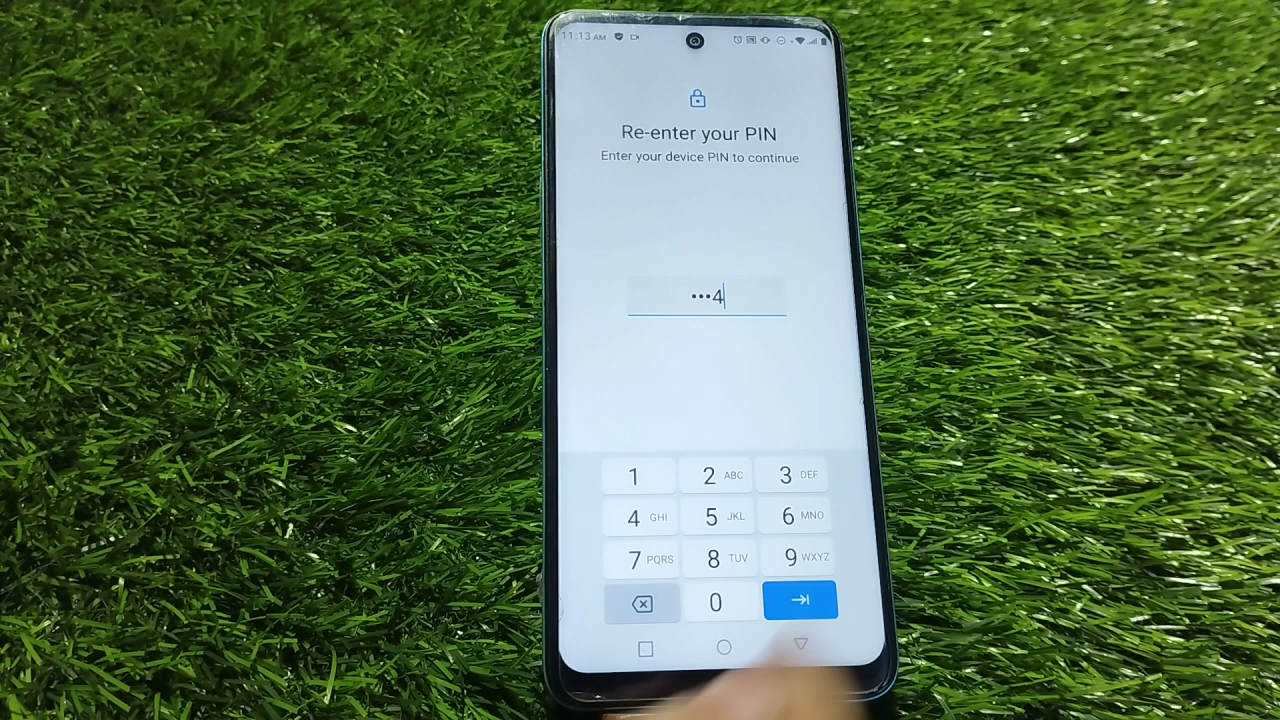 11:13 AM
Re-enter your PIN
Enter your device PIN to continue
•••4
1
2 ABC
3 DEF
4 GHI
5 JKL
6 MNO
7 PQRS
8 TUV
9 WXYZ
0